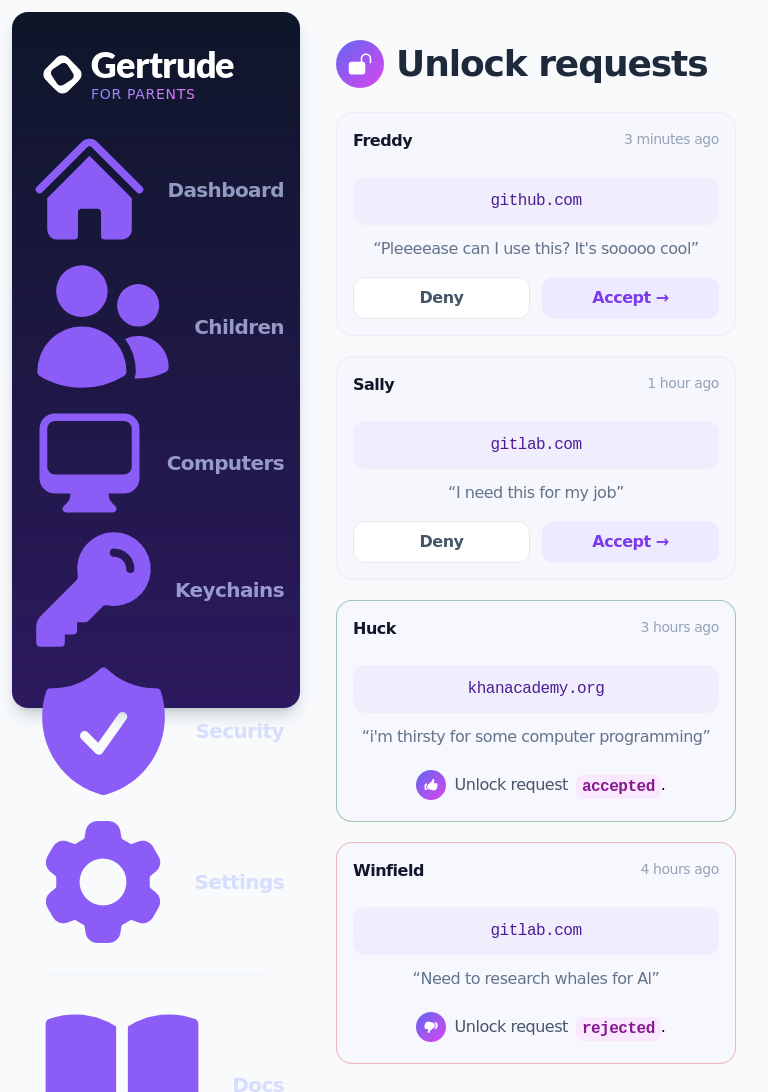 Gertrude
FOR PARENTS
Dashboard
Children
Computers
Keychains
Security
Settings
Docs
Unlock requests
Freddy
3 minutes ago
github.com
“Pleeeease can I use this? It's sooooo cool”
Deny
Accept →
Sally
1 hour ago
gitlab.com
“I need this for my job”
Deny
Accept →
Huck
3 hours ago
khanacademy.org
“i'm thirsty for some computer programming”
Unlock request accepted.
Winfield
4 hours ago
gitlab.com
“Need to research whales for AI”
Unlock request rejected.